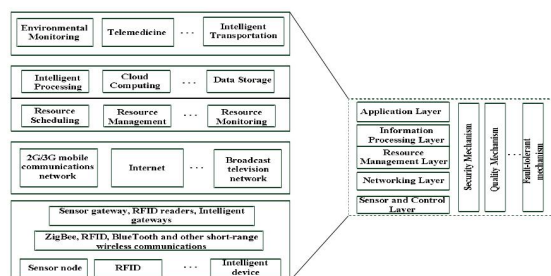 Environmental
Monitoring
Telemedicine
...
Intelligent
Transportation
Intelligent
Processing
Cloud
Computing
...
Data Storage
Resource
Scheduling
Resource
Management
...
Resource
Monitoring
2G/3G mobile
communications
network
Internet
...
Broadcast
television
network
Sensor gateway, RFID readers, Intelligent
gateways
ZigBee, RFID, BlueTooth and other short-range
wireless communications
Sensor node
RFID
...
Intelligent
device
Application Layer
Information
Processing Layer
Resource
Management Layer
Networking Layer
Sensor and Control
Layer
Security Mechanism
Quality Mechanism
...
Fault-tolerant
mechanism